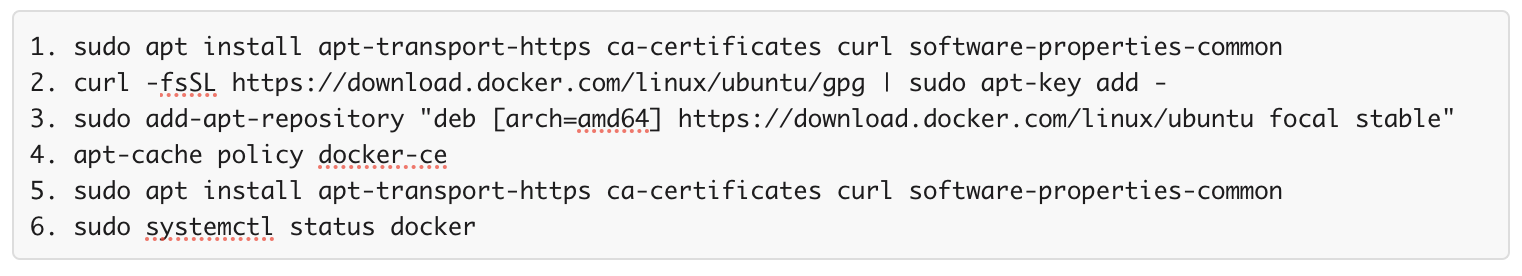 1. sudo apt install apt-transport-https ca-certificates curl software-properties-common
2. curl -fsSL https://download.docker.com/linux/ubuntu/gpg | sudo apt-key add -
3. sudo add-apt-repository "deb [arch=amd64] https://download.docker.com/linux/ubuntu focal stable"
4. apt-cache policy docker-ce
5. sudo apt install apt-transport-https ca-certificates curl software-properties-common
6. sudo systemctl status docker